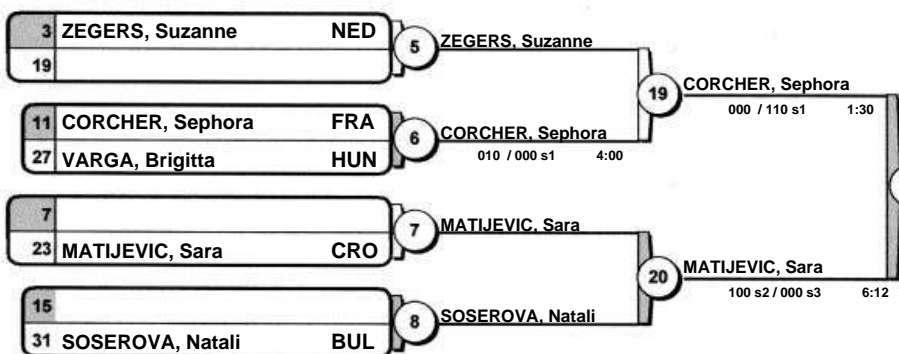 3 ZEGERS, Suzanne NED
19
5 ZEGERS, Suzanne
11 CORCHER, Sephora FRA
27 VARGA, Brigitta HUN
6 CORCHER, Sephora
010 / 000 s1 4:00
19 CORCHER, Sephora
000 / 110 s1 1:30
7
23 MATIJEVIC, Sara CRO
7 MATIJEVIC, Sara
15
31 SOSEROVA, Natali BUL
8 SOSEROVA, Natali
20 MATIJEVIC, Sara
100 s2 / 000 s3 6:12